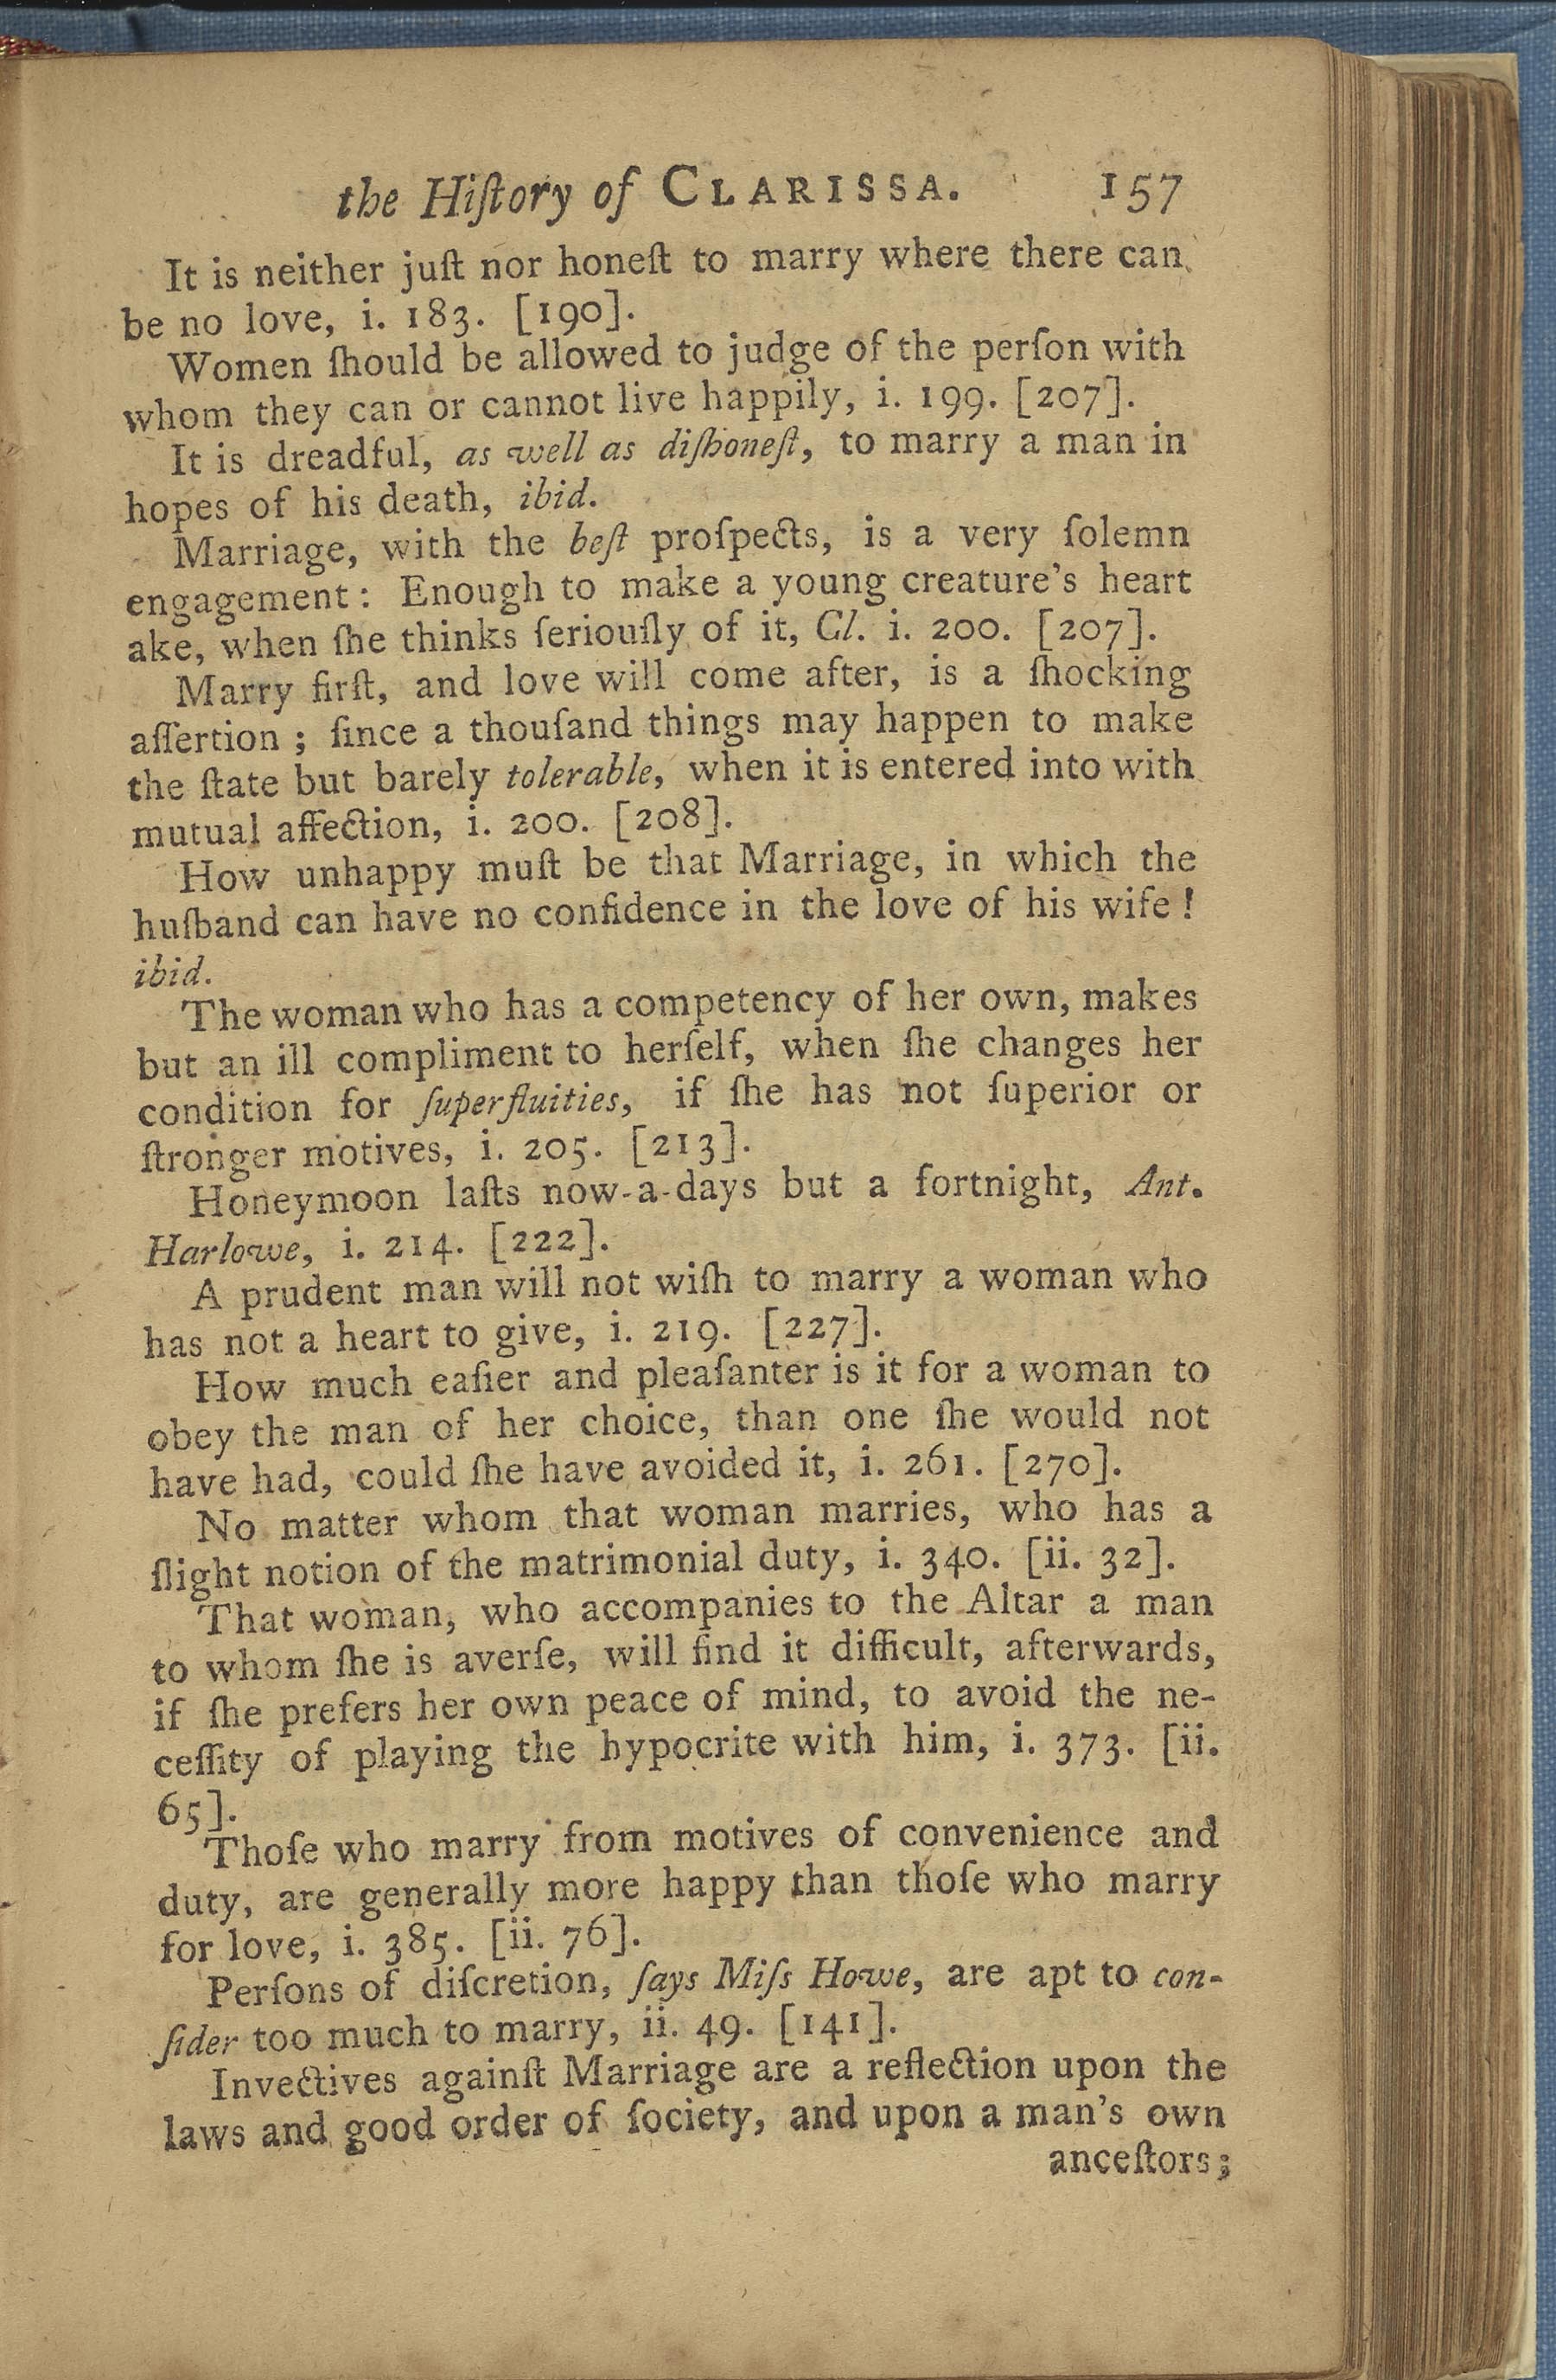 the Hiſtory of CLARISSA. 157
It is neither juſt nor honeſt to marry where there can
be no love, i. 183. [190].
Women ſhould be allowed to judge of the perſon with
whom they can or cannot live happily, i. 199. [207].
It is dreadful, as well as diſhoneſt, to marry a man in
hopes of his death, ibid.
Marriage, with the beſt proſpects, is a very ſolemn
engagement: Enough to make a young creature's heart
ake, when ſhe thinks ſeriouſly of it, Cl. i. 200. [207].
Marry firſt, and love will come after, is a ſhocking
aſſertion; ſince a thouſand things may happen to make
the ſtate but barely tolerable, when it is entered into with
mutual affection, i. 200. [208].
How unhappy muſt be that Marriage, in which the
huſband can have no confidence in the love of his wife!
ibid.
The woman who has a competency of her own, makes
but an ill compliment to herſelf, when ſhe changes her
condition for ſuperfluities, if ſhe has not ſuperior or
ſtronger motives, i. 205. [213].
Honeymoon laſts now-a-days but a fortnight, Ant.
Harlowe, i. 214. [222].
A prudent man will not wiſh to marry a woman who
has not a heart to give, i. 219. [227].
How much eaſier and pleaſanter is it for a woman to
obey the man of her choice, than one ſhe would not
have had, could ſhe have avoided it, i. 261. [270].
No matter whom that woman marries, who has a
ſlight notion of the matrimonial duty, i. 340. [ii. 32].
That woman, who accompanies to the Altar a man
to whom ſhe is averſe, will find it difficult, afterwards,
if ſhe prefers her own peace of mind, to avoid the ne-
ceſſity of playing the hypocrite with him, i. 373. [ii.
65].
Thoſe who marry from motives of convenience and
duty, are generally more happy than thoſe who marry
for love, i. 385. [ii. 76].
Perſons of diſcretion, ſays Miſs Howe, are apt to con-
ſider too much to marry, ii. 49. [141].
Invectives againſt Marriage are a reflection upon the
laws and good order of ſociety, and upon a man's own
anceſtors;